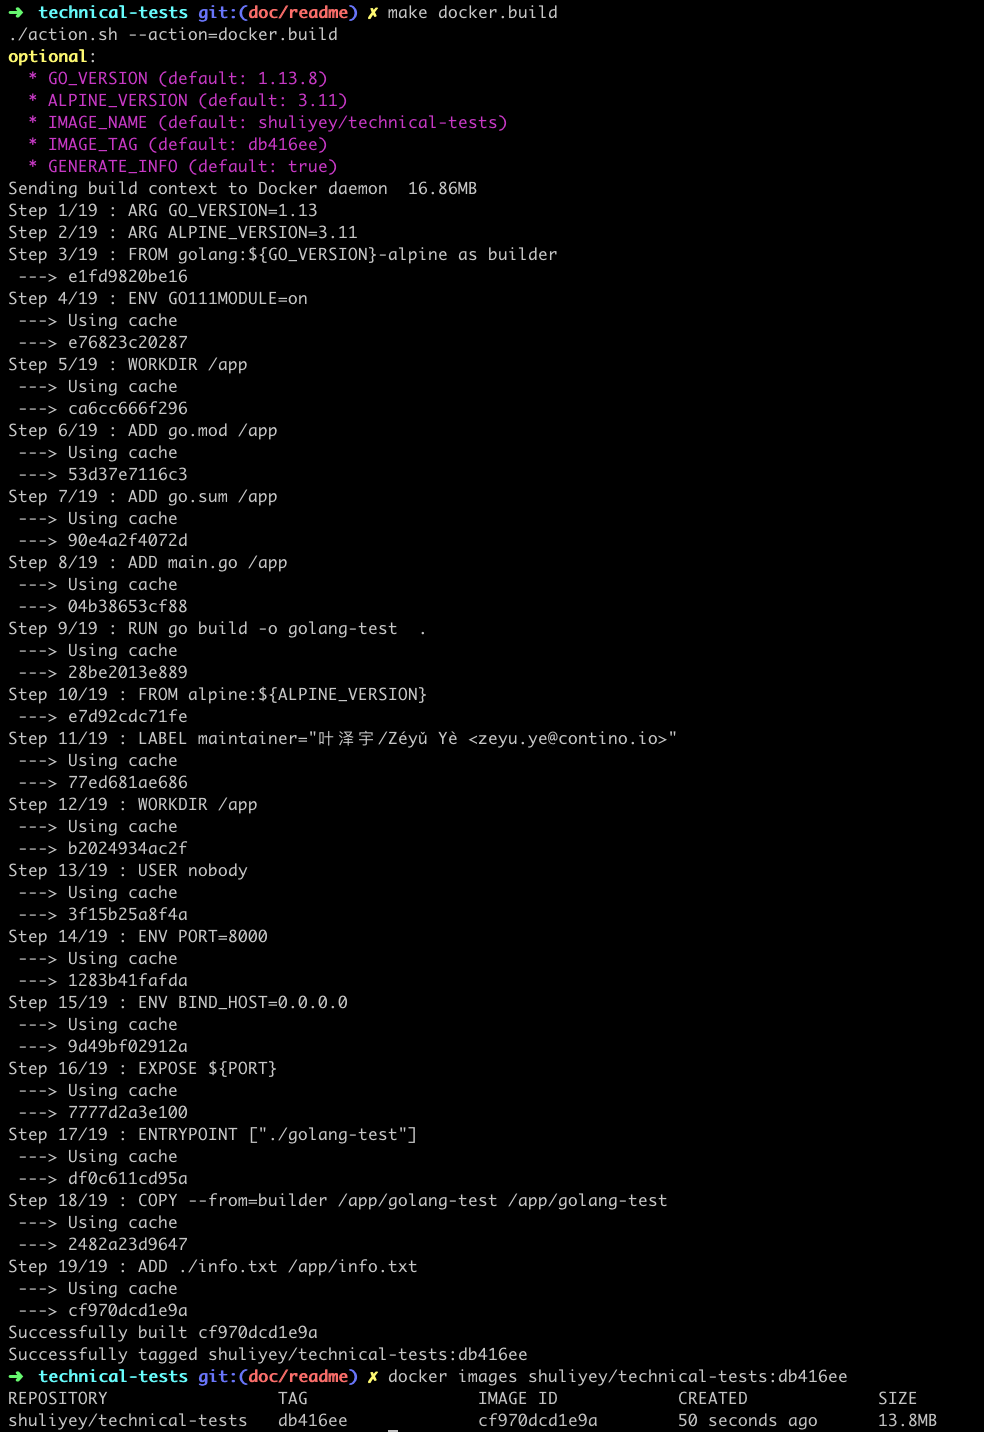 ➜  technical-tests git:(doc/readme) ✗ make docker.build
./action.sh --action=docker.build
optional:
  * GO_VERSION (default: 1.13.8)
  * ALPINE_VERSION (default: 3.11)
  * IMAGE_NAME (default: shuliyey/technical-tests)
  * IMAGE_TAG (default: db416ee)
  * GENERATE_INFO (default: true)
Sending build context to Docker daemon  16.86MB
Step 1/19 : ARG GO_VERSION=1.13
Step 2/19 : ARG ALPINE_VERSION=3.11
Step 3/19 : FROM golang:${GO_VERSION}-alpine as builder
 ---> e1fd9820be16
Step 4/19 : ENV GO111MODULE=on
 ---> Using cache
 ---> e76823c20287
Step 5/19 : WORKDIR /app
 ---> Using cache
 ---> ca6cc666f296
Step 6/19 : ADD go.mod /app
 ---> Using cache
 ---> 53d37e7116c3
Step 7/19 : ADD go.sum /app
 ---> Using cache
 ---> 90e4a2f4072d
Step 8/19 : ADD main.go /app
 ---> Using cache
 ---> 04b38653cf88
Step 9/19 : RUN go build -o golang-test  .
 ---> Using cache
 ---> 28be2013e889
Step 10/19 : FROM alpine:${ALPINE_VERSION}
 ---> e7d92cdc71fe
Step 11/19 : LABEL maintainer="叶泽宇/Zéyǔ Yè <zeyu.ye@contino.io>"
 ---> Using cache
 ---> 77ed681ae686
Step 12/19 : WORKDIR /app
 ---> Using cache
 ---> b2024934ac2f
Step 13/19 : USER nobody
 ---> Using cache
 ---> 3f15b25a8f4a
Step 14/19 : ENV PORT=8000
 ---> Using cache
 ---> 1283b41fafda
Step 15/19 : ENV BIND_HOST=0.0.0.0
 ---> Using cache
 ---> 9d49bf02912a
Step 16/19 : EXPOSE ${PORT}
 ---> Using cache
 ---> 7777d2a3e100
Step 17/19 : ENTRYPOINT ["./golang-test"]
 ---> Using cache
 ---> df0c611cd95a
Step 18/19 : COPY --from=builder /app/golang-test /app/golang-test
 ---> Using cache
 ---> 2482a23d9647
Step 19/19 : ADD ./info.txt /app/info.txt
 ---> Using cache
 ---> cf970dcd1e9a
Successfully built cf970dcd1e9a
Successfully tagged shuliyey/technical-tests:db416ee
➜  technical-tests git:(doc/readme) ✗ docker images shuliyey/technical-tests:db416ee
REPOSITORY                 TAG                 IMAGE ID            CREATED             SIZE
shuliyey/technical-tests   db416ee             cf970dcd1e9a        50 seconds ago      13.8MB